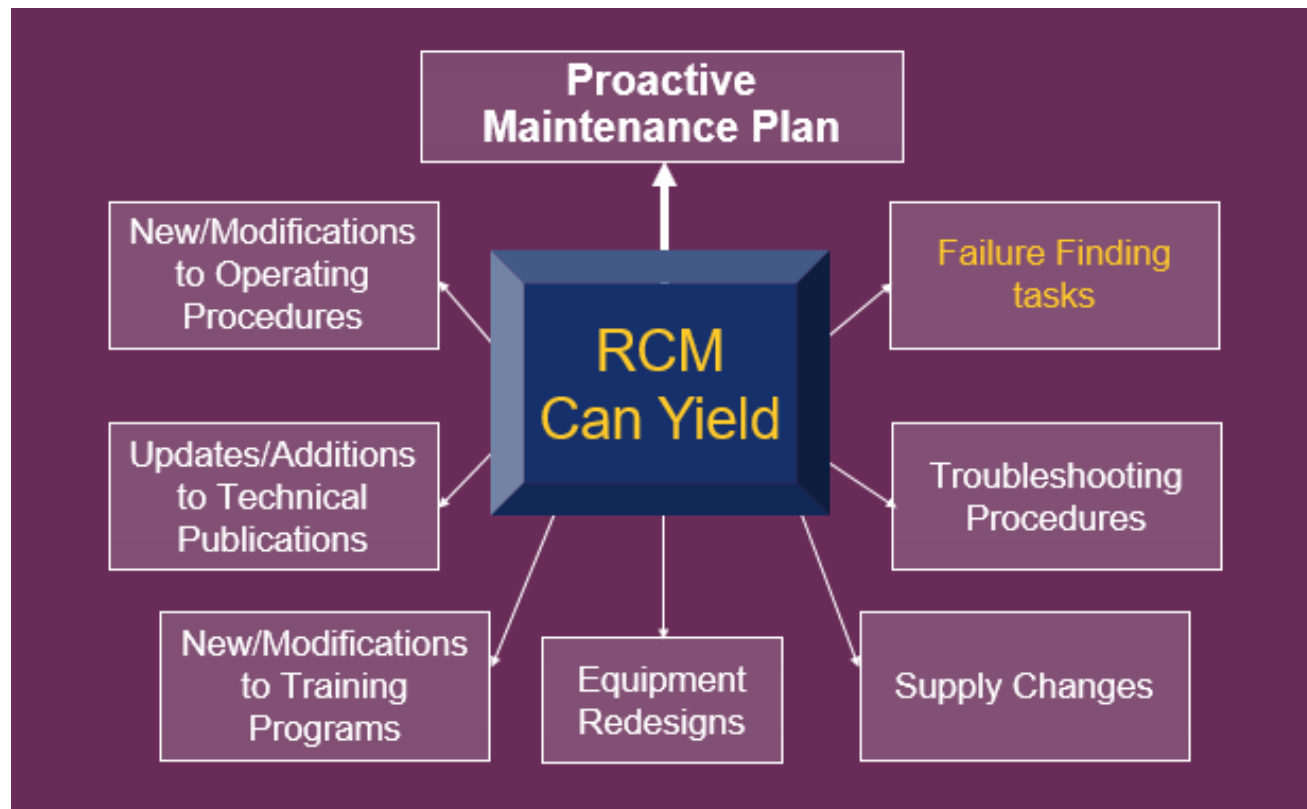 Proactive
Maintenance Plan
New/Modifications
to Operating
Procedures
Failure Finding
tasks
RCM
Can Yield
Updates/Additions
to Technical
Publications
Troubleshooting
Procedures
New/Modifications
to Training
Programs
Equipment
Redesigns
Supply Changes